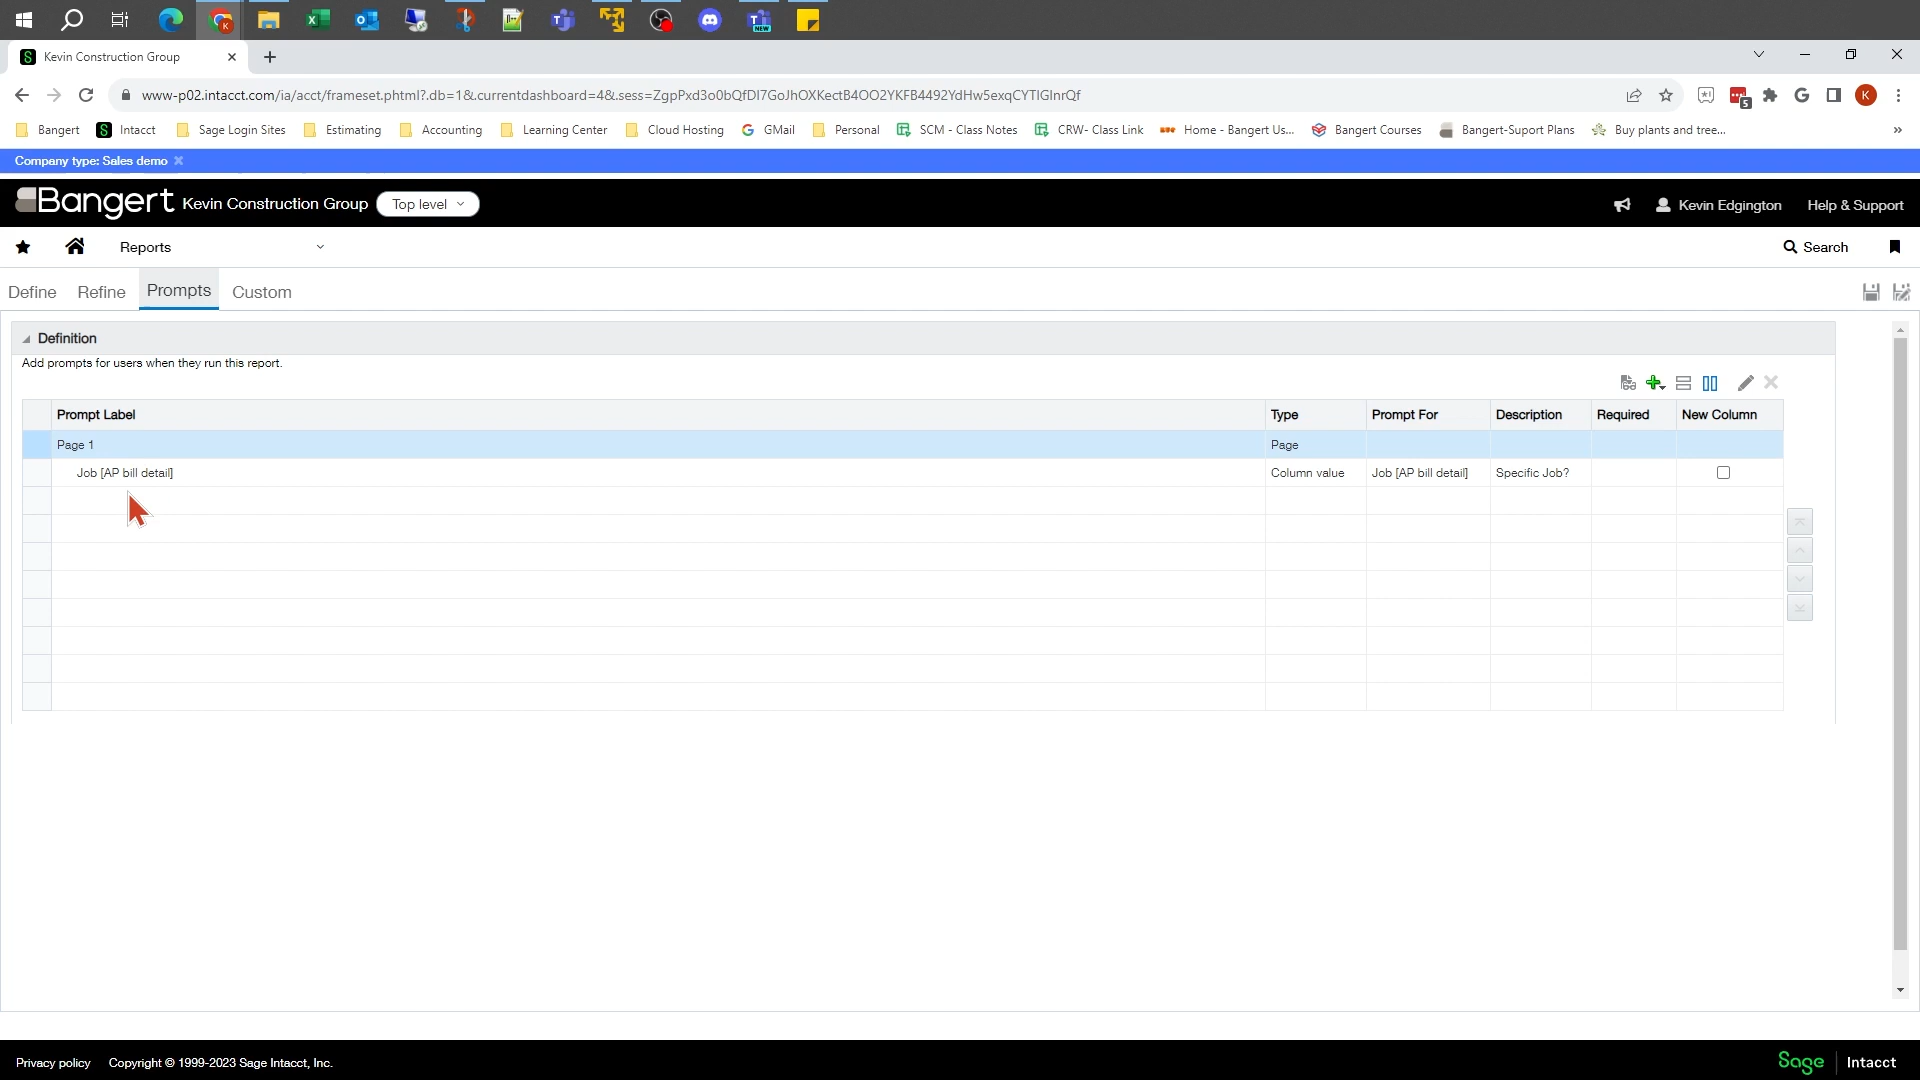 Kevin Construction Group
www-p02.intacct.com/ia/acct/frameset.phtml?.db=1&.currentdashboard=4&.sess=ZgpPxd3o0bQfDI7GoJhOXKectB4OO2YKFB4492YdHw5exqCYTIGInrQf
5
K
Bangert
Intacct
Sage Login Sites
Estimating
Accounting
Learning Center
Cloud Hosting
GMail
Personal
SCM - Class Notes
CRW- Class Link
Home - Bangert Us...
Bangert Courses
Bangert-Suport Plans
Buy plants and tree...
Company type: Sales demo
Bangert Kevin Construction Group Top level
Kevin Edgington Help & Support
Reports Search
Define Refine Prompts Custom
Definition
Add prompts for users when they run this report.
Prompt Label Type Prompt For Description Required New Column
Page 1 Page
Job [AP bill detail] Column value Job [AP bill detail] Specific Job?
Privacy policy Copyright © 1999-2023 Sage Intacct, Inc. Sage Intacct